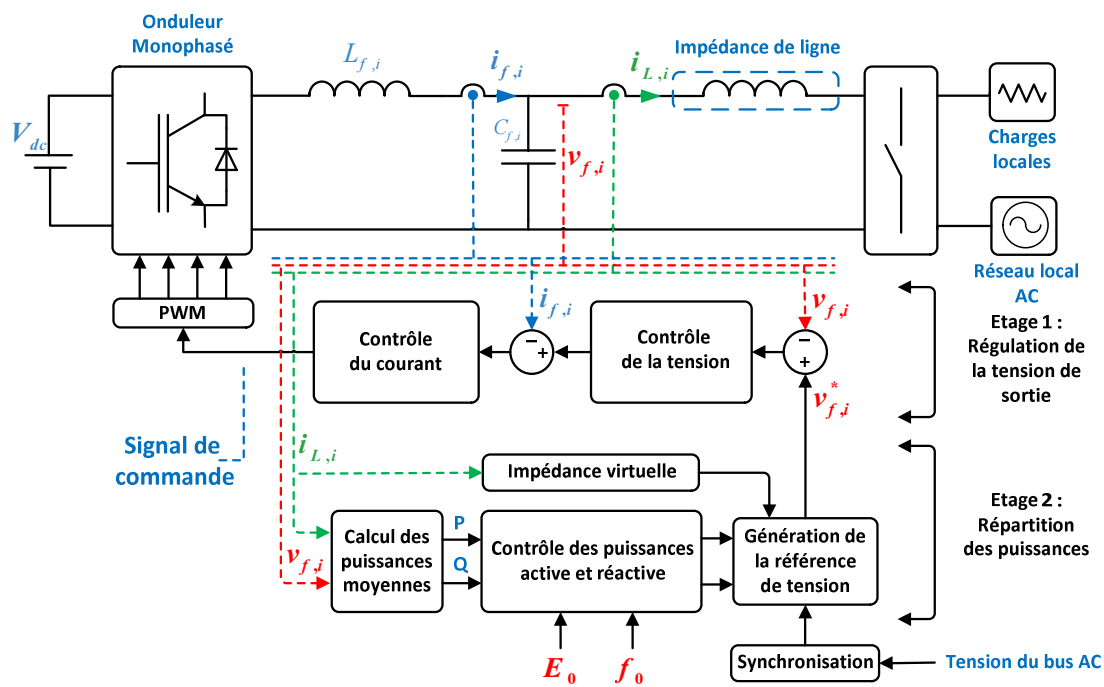 Onduleur
Monophasé
L f,i
i f,i
i L,i
Impédance de ligne
V dc
C f,i
v f,i
Charges
locales
Réseau local
AC
PWM
i f,i
v f,i
Contrôle
du courant
− +
Contrôle
de la tension
−
+
v* f,i
Etage 1 :
Régulation de
la tension de
sortie
Signal de
commande
i L,i
Impédance virtuelle
Etage 2 :
Répartition
des puissances
v f,i
Calcul des
puissances
moyennes
P
Q
Contrôle des puissances
active et réactive
Génération de
la référence
de tension
E 0
f 0
Synchronisation
Tension du bus AC